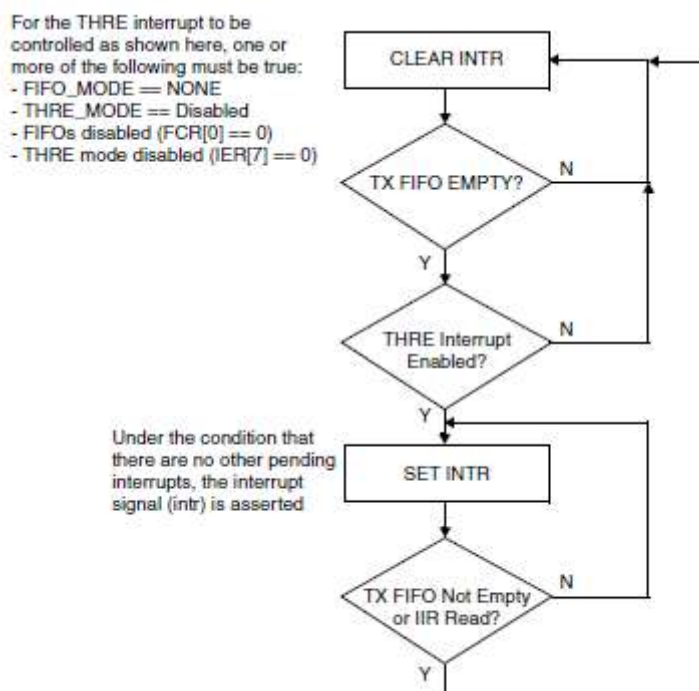 For the THRE interrupt to be
controlled as shown here, one or
more of the following must be true:
- FIFO_MODE == NONE
- THRE_MODE == Disabled
- FIFOs disabled (FCR[0] == 0)
- THRE mode disabled (IER[7] == 0)
CLEAR INTR
TX FIFO EMPTY?
N
Y
THRE Interrupt
Enabled?
N
Y
Under the condition that
there are no other pending
interrupts, the interrupt
signal (intr) is asserted
SET INTR
TX FIFO Not Empty
or IIR Read?
N
Y